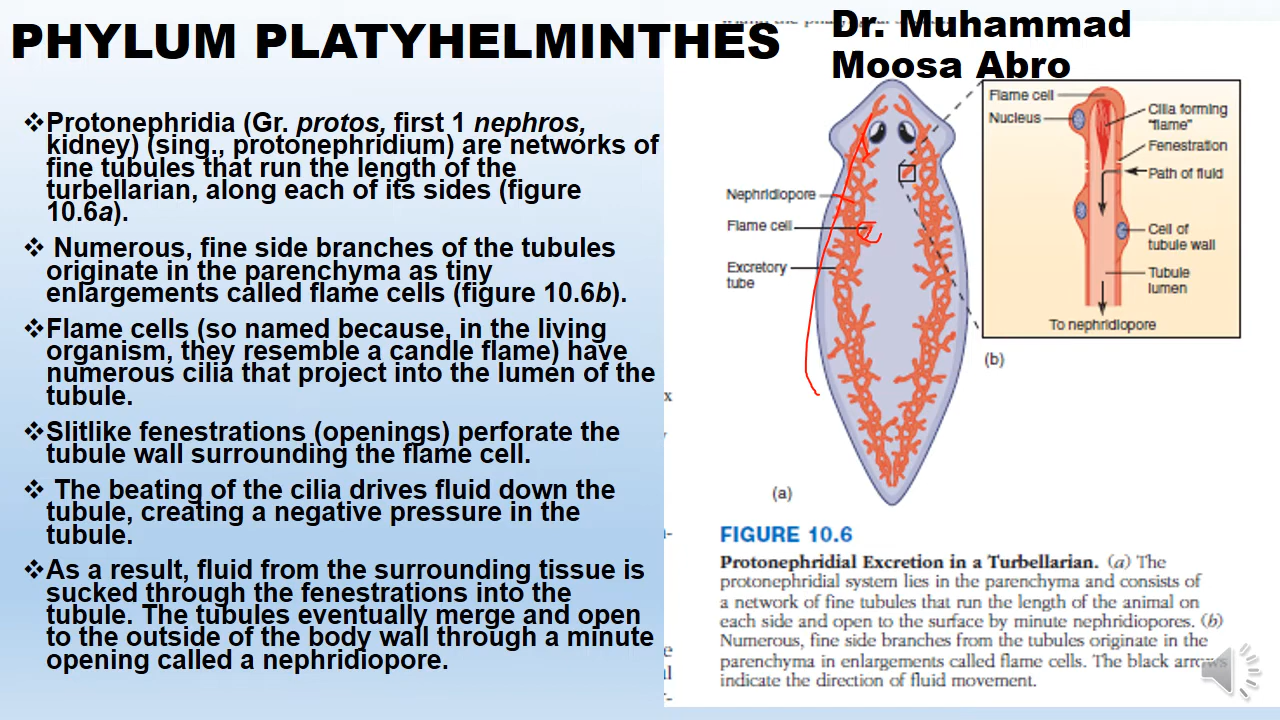 PHYLUM PLATYHELMINTHES
Dr. Muhammad
Moosa Abro
❖Protonephridia (Gr. protos, first 1 nephros,
kidney) (sing., protonephridium) are networks of
fine tubules that run the length of the
turbellarian, along each of its sides (figure
10.6a).
❖ Numerous, fine side branches of the tubules
originate in the parenchyma as tiny
enlargements called flame cells (figure 10.6b).
❖Flame cells (so named because, in the living
organism, they resemble a candle flame) have
numerous cilia that project into the lumen of the
tubule.
❖Slitlike fenestrations (openings) perforate the
tubule wall surrounding the flame cell.
❖ The beating of the cilia drives fluid down the
tubule, creating a negative pressure in the
tubule.
❖As a result, fluid from the surrounding tissue is
sucked through the fenestrations into the
tubule. The tubules eventually merge and open
to the outside of the body wall through a minute
opening called a nephridiopore.
Nephridiopore
Flame cell
Excretory
tube
(a)
Flame cell
Nucleus
Cilia forming
"flame"
Fenestration
Path of fluid
Cell of
tubule wall
Tubule
lumen
To nephridiopore
(b)
FIGURE 10.6
Protonephridial Excretion in a Turbellarian. (a) The
protonephridial system lies in the parenchyma and consists of
a network of fine tubules that run the length of the animal on
each side and open to the surface by minute nephridiopores. (b)
Numerous, fine side branches from the tubules originate in the
parenchyma in enlargements called flame cells. The black arrows
indicate the direction of fluid movement.